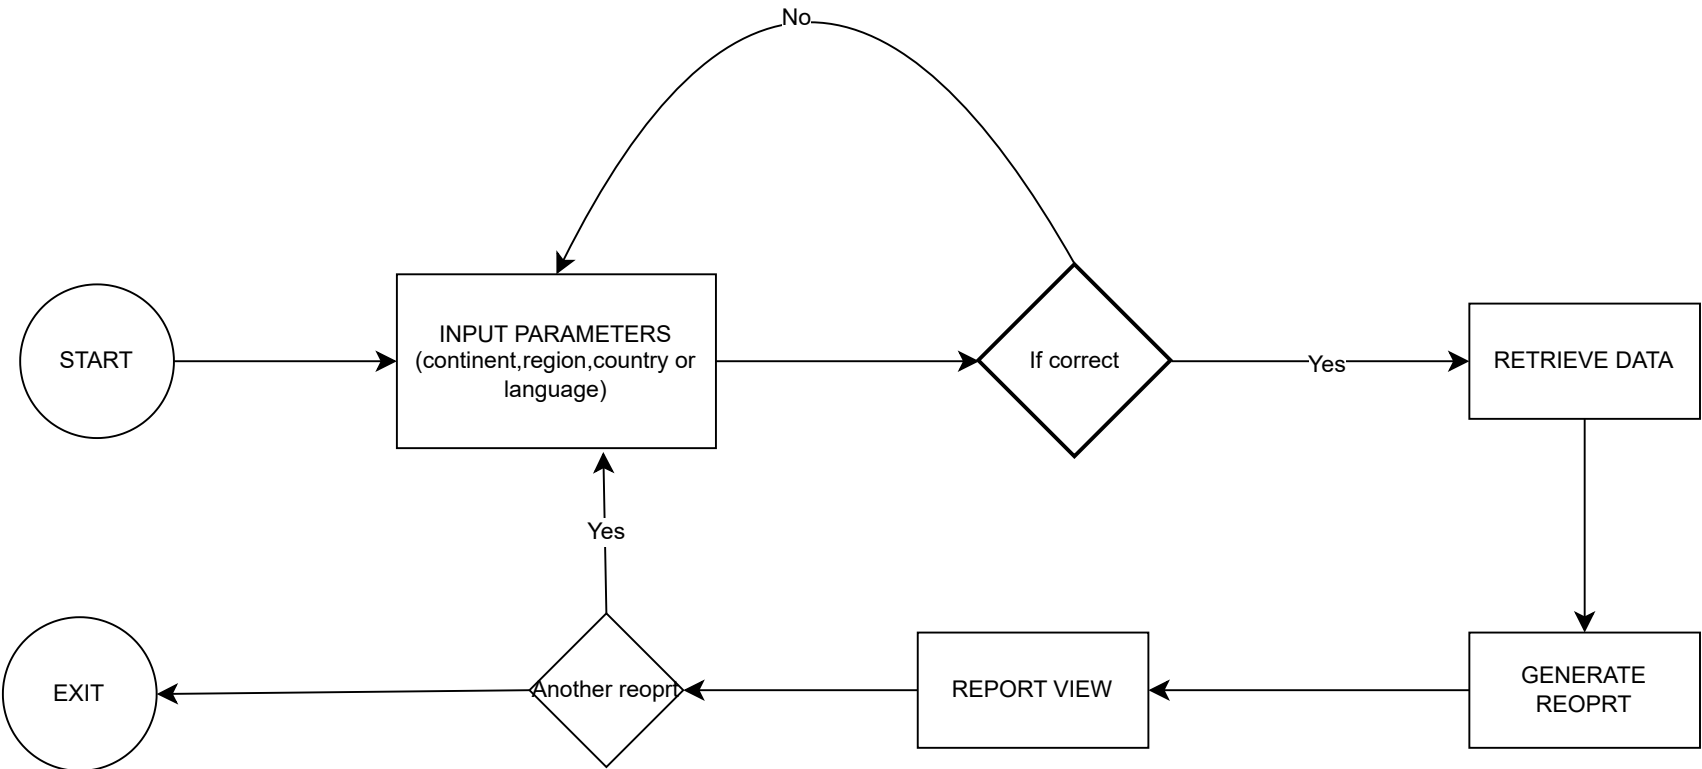 No
START
INPUT PARAMETERS
(continent,region,country or
language)
If correct
Yes
RETRIEVE DATA
Yes
EXIT
Another reoprt
REPORT VIEW
GENERATE
REOPRT